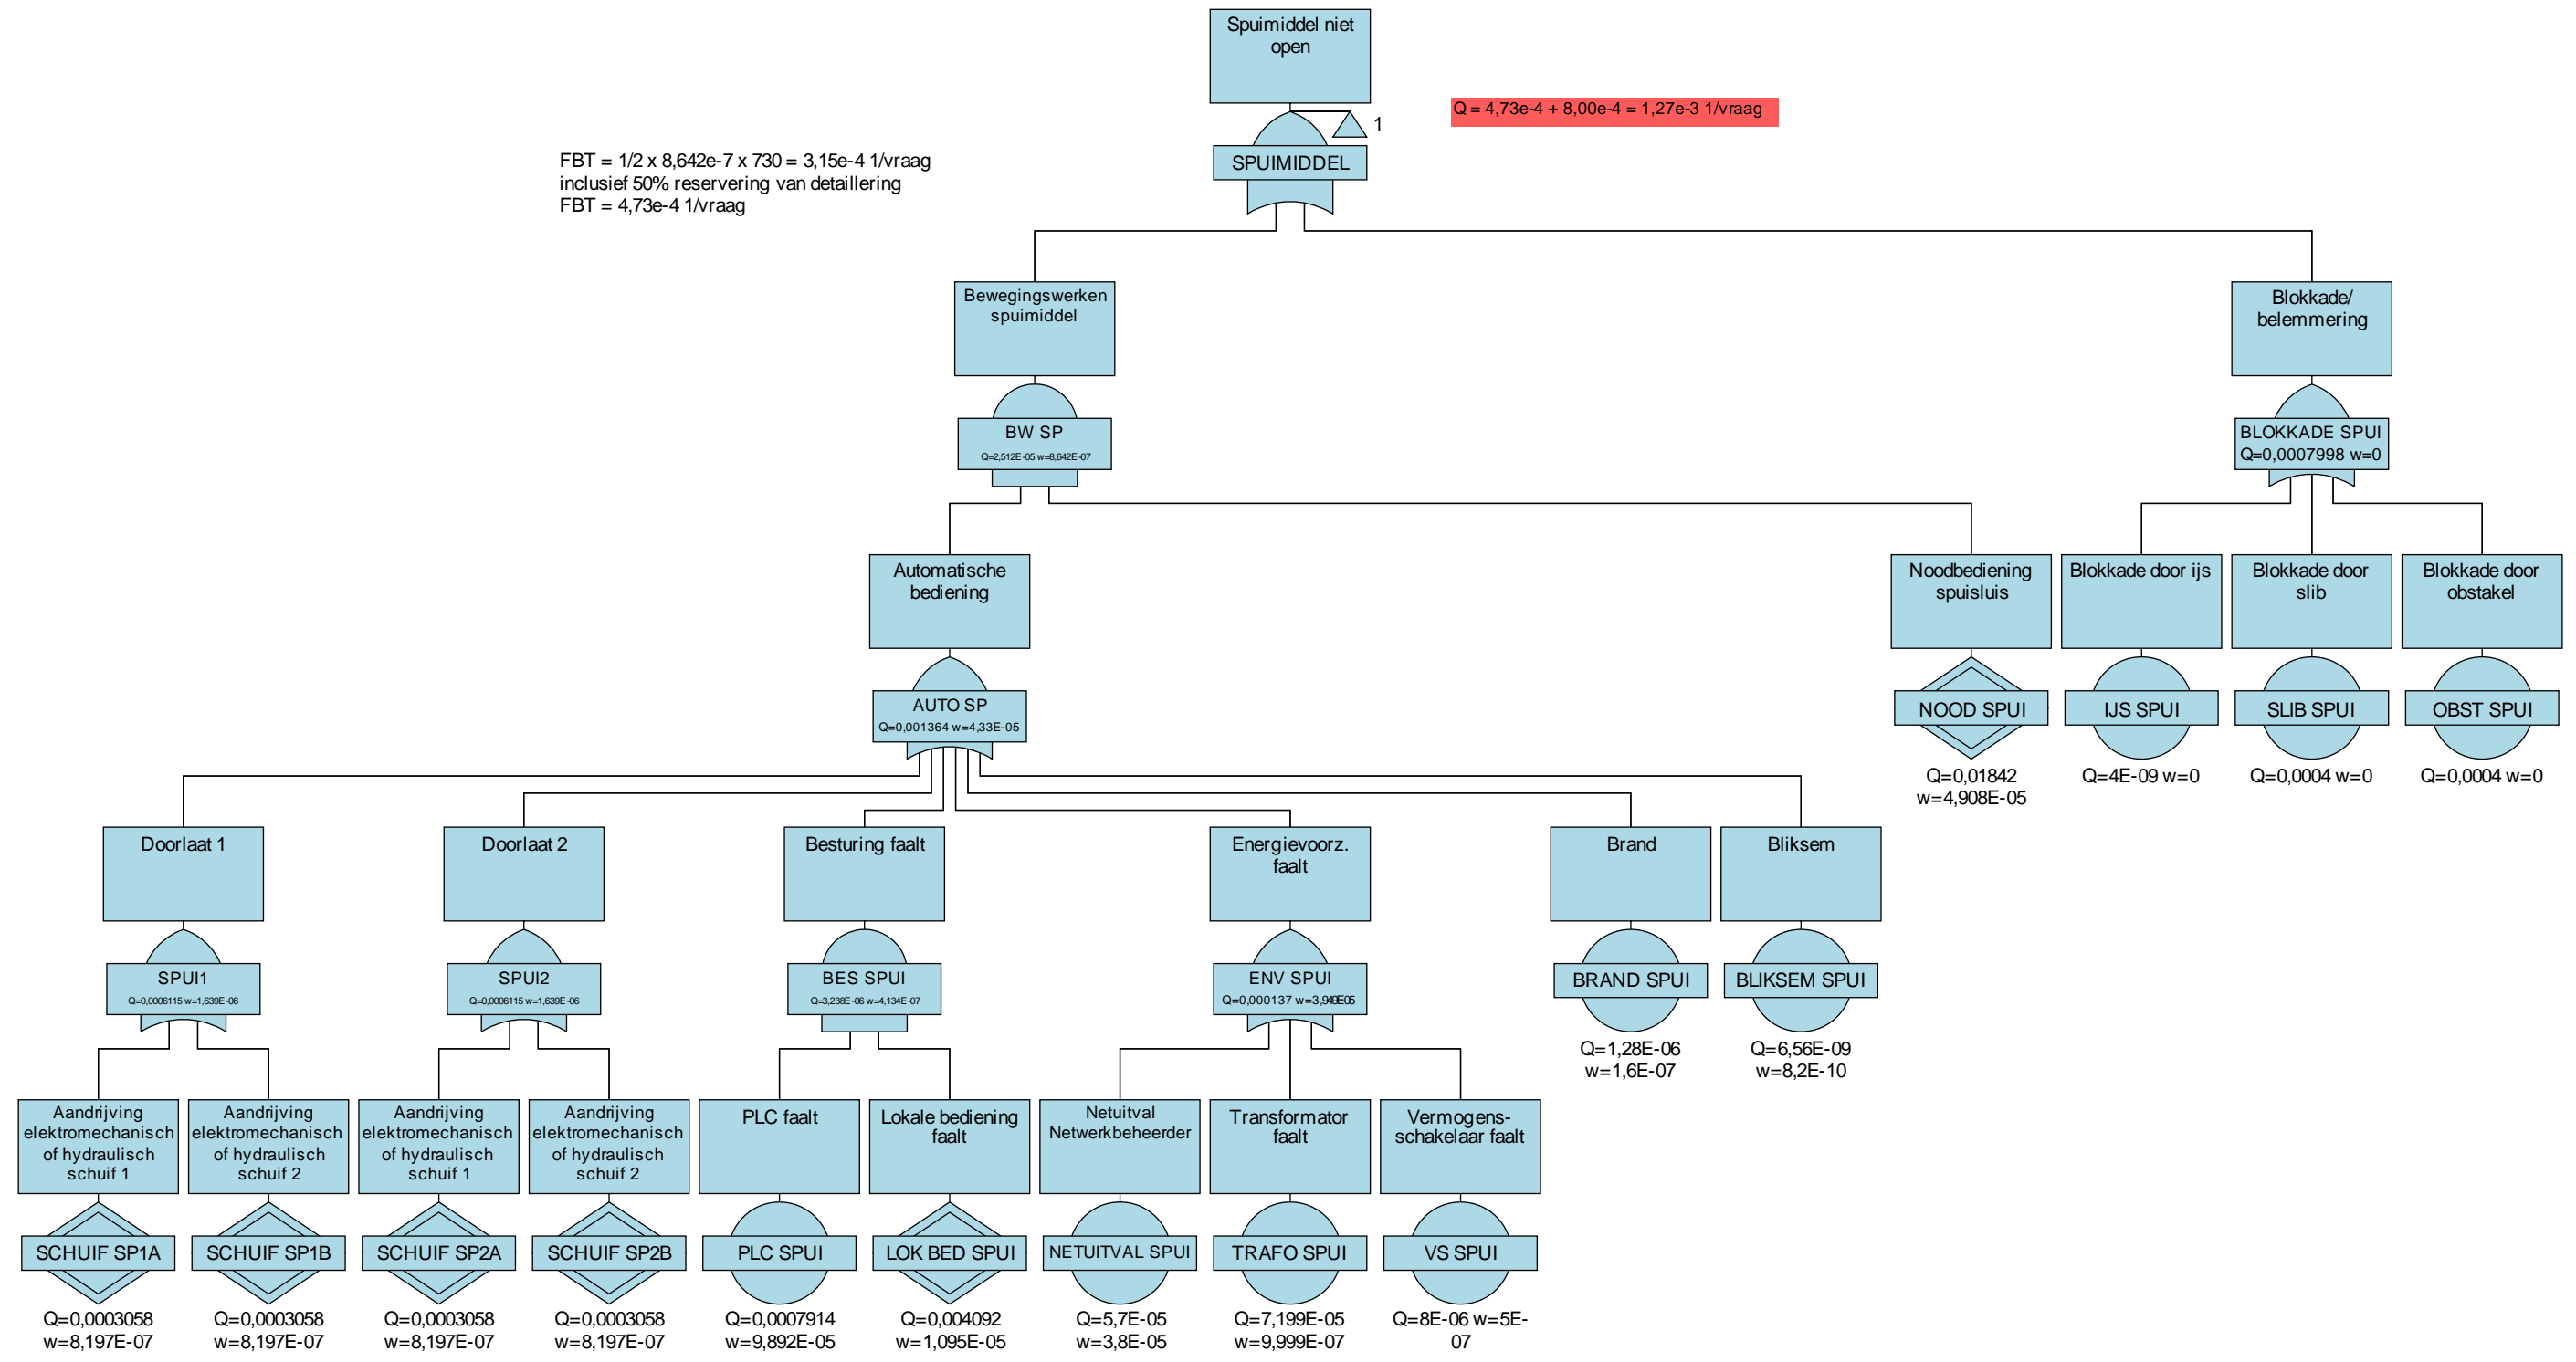 Spuimiddel niet
open
1
SPUIMIDDEL
Q = 4,73e-4 + 8,00e-4 = 1,27e-3 1/vraag
FBT = 1/2 x 8,642e-7 x 730 = 3,15e-4 1/vraag
inclusief 50% reservering van detaillering
FBT = 4,73e-4 1/vraag
Bewegingswerken
spuimiddel
BW SP
Q=2,512E-05 w=8,642E-07
Blokkade/
belemmering
BLOKKADE SPUI
Q=0,0007998 w=0
Automatische
bediening
AUTO SP
Q=0,001364 w=4,33E-05
Noodbediening
spuisluis
NOOD SPUI
Q=0,01842
w=4,908E-05
Blokkade door ijs
IJS SPUI
Q=4E-09 w=0
Blokkade door
slib
SLIB SPUI
Q=0,0004 w=0
Blokkade door
obstakel
OBST SPUI
Q=0,0004 w=0
Doorlaat 1
SPUI1
Q=0,0006115 w=1,639E-06
Doorlaat 2
SPUI2
Q=0,0006115 w=1,639E-06
Besturing faalt
BES SPUI
Q=3,238E-06 w=4,134E-07
Energievoorz.
faalt
ENV SPUI
Q=0,000137 w=3,949E-05
Brand
BRAND SPUI
Q=1,28E-06
w=1,6E-07
Bliksem
BLIKSEM SPUI
Q=6,56E-09
w=8,2E-10
Aandrijving
elektromechanisch
of hydraulisch
schuif 1
SCHUIF SP1A
Q=0,0003058
w=8,197E-07
Aandrijving
elektromechanisch
of hydraulisch
schuif 2
SCHUIF SP1B
Q=0,0003058
w=8,197E-07
Aandrijving
elektromechanisch
of hydraulisch
schuif 1
SCHUIF SP2A
Q=0,0003058
w=8,197E-07
Aandrijving
elektromechanisch
of hydraulisch
schuif 2
SCHUIF SP2B
Q=0,0003058
w=8,197E-07
PLC faalt
PLC SPUI
Q=0,0007914
w=9,892E-05
Lokale bediening
faalt
LOK BED SPUI
Q=0,004092
w=1,095E-05
Netuitval
Netwerkbeheerder
NETUITVAL SPUI
Q=5,7E-05
w=3,8E-05
Transformator
faalt
TRAFO SPUI
Q=7,199E-05
w=9,999E-07
Vermogens-
schakelaar faalt
VS SPUI
Q=8E-06 w=5E-
07